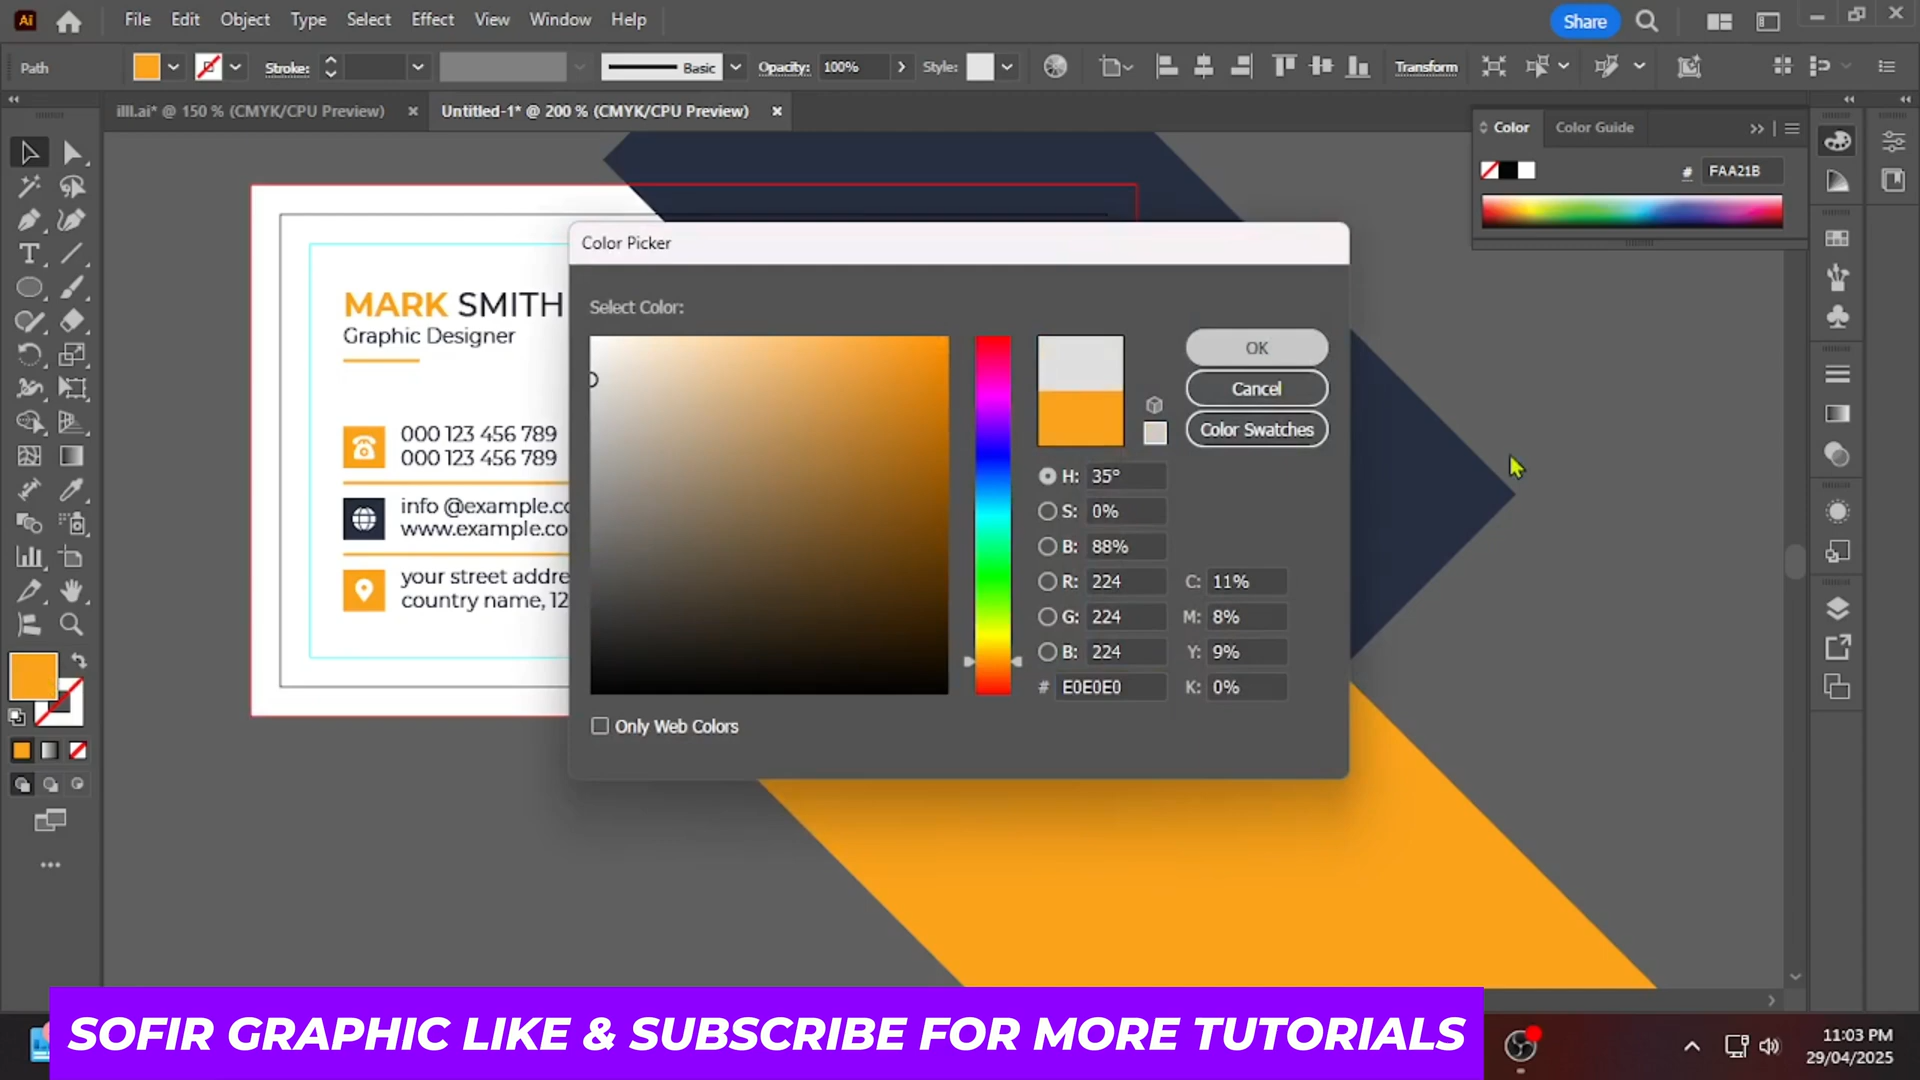 Ai File Edit Object Type Select Effect View Window Help Share
Path Stroke: Basic Opacity: 100% Style: Transform
illl.ai* @ 150 % (CMYK/CPU Preview) × Untitled-1* @ 200 % (CMYK/CPU Preview) ×
Color Color Guide
# FAA21B
Color Picker
Select Color:
OK
Cancel
Color Swatches
H: 35°
S: 0%
B: 88%
R: 224 C: 11%
G: 224 M: 8%
B: 224 Y: 9%
# E0E0E0 K: 0%
Only Web Colors
MARK SMITH
Graphic Designer
000 123 456 789
000 123 456 789
info @example.co
www.example.co
your street addre
country name, 12
SOFIR GRAPHIC LIKE & SUBSCRIBE FOR MORE TUTORIALS
11:03 PM
29/04/2025